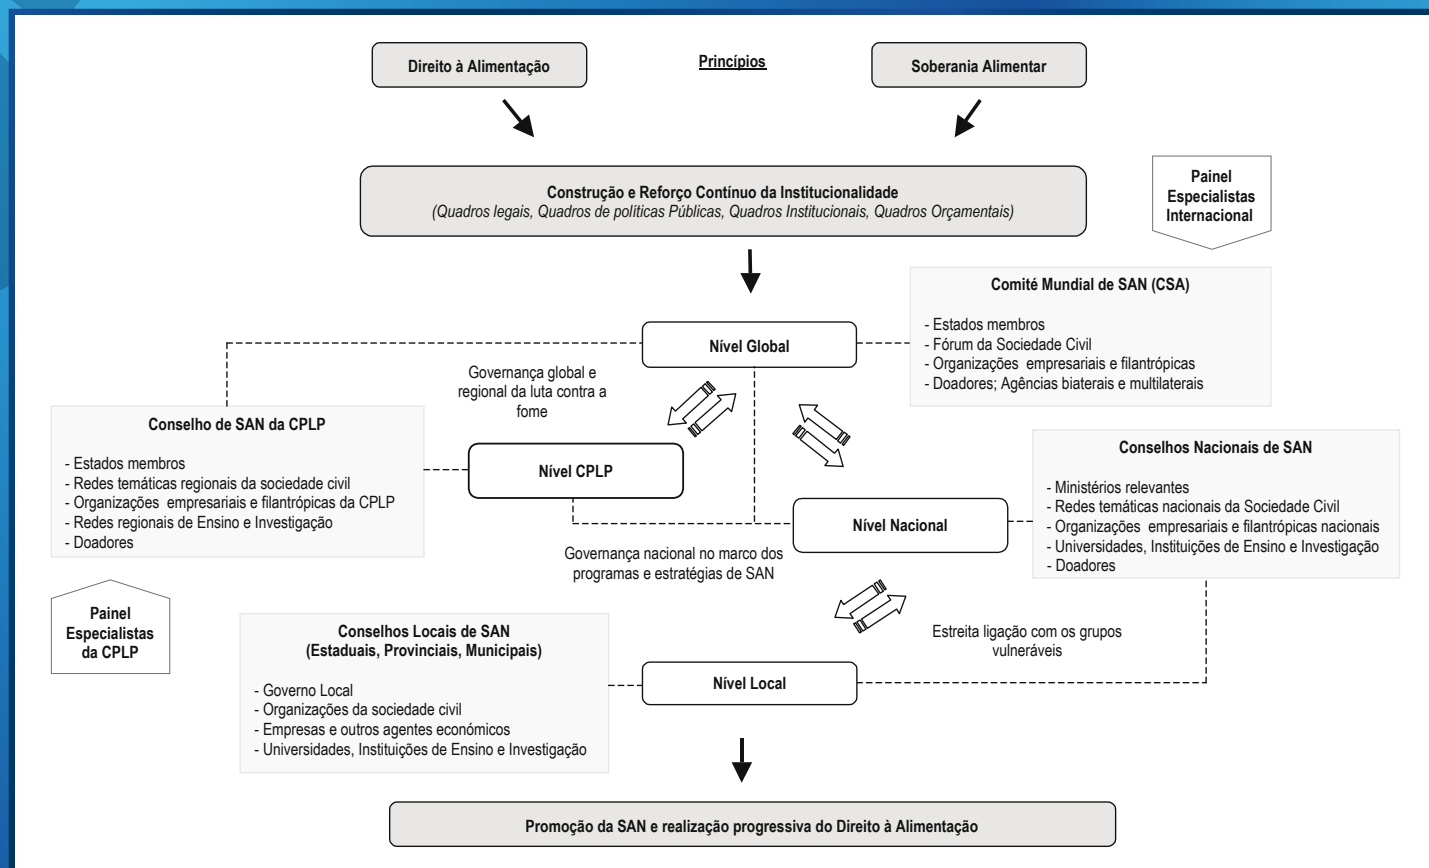 Direito à Alimentação
Princípios
Soberania Alimentar
Construção e Reforço Contínuo da Institucionalidade
(Quadros legais, Quadros de políticas Públicas, Quadros Institucionais, Quadros Orçamentais)
Painel
Especialistas
Internacional
Comité Mundial de SAN (CSA)
- Estados membros
- Fórum da Sociedade Civil
- Organizações empresariais e filantrópicas
- Doadores; Agências biaterais e multilaterais
Nível Global
Governança global e
regional da luta contra a
fome
Conselho de SAN da CPLP
- Estados membros
- Redes temáticas regionais da sociedade civil
- Organizações empresariais e filantrópicas da CPLP
- Redes regionais de Ensino e Investigação
- Doadores
Nível CPLP
Conselhos Nacionais de SAN
- Ministérios relevantes
- Redes temáticas nacionais da Sociedade Civil
- Organizações empresariais e filantrópicas nacionais
- Universidades, Instituições de Ensino e Investigação
- Doadores
Nível Nacional
Governança nacional no marco dos
programas e estratégias de SAN
Painel
Especialistas
da CPLP
Conselhos Locais de SAN
(Estaduais, Provinciais, Municipais)
- Governo Local
- Organizações da sociedade civil
- Empresas e outros agentes económicos
- Universidades, Instituições de Ensino e Investigação
Estreita ligação com os grupos
vulneráveis
Nível Local
Promoção da SAN e realização progressiva do Direito à Alimentação